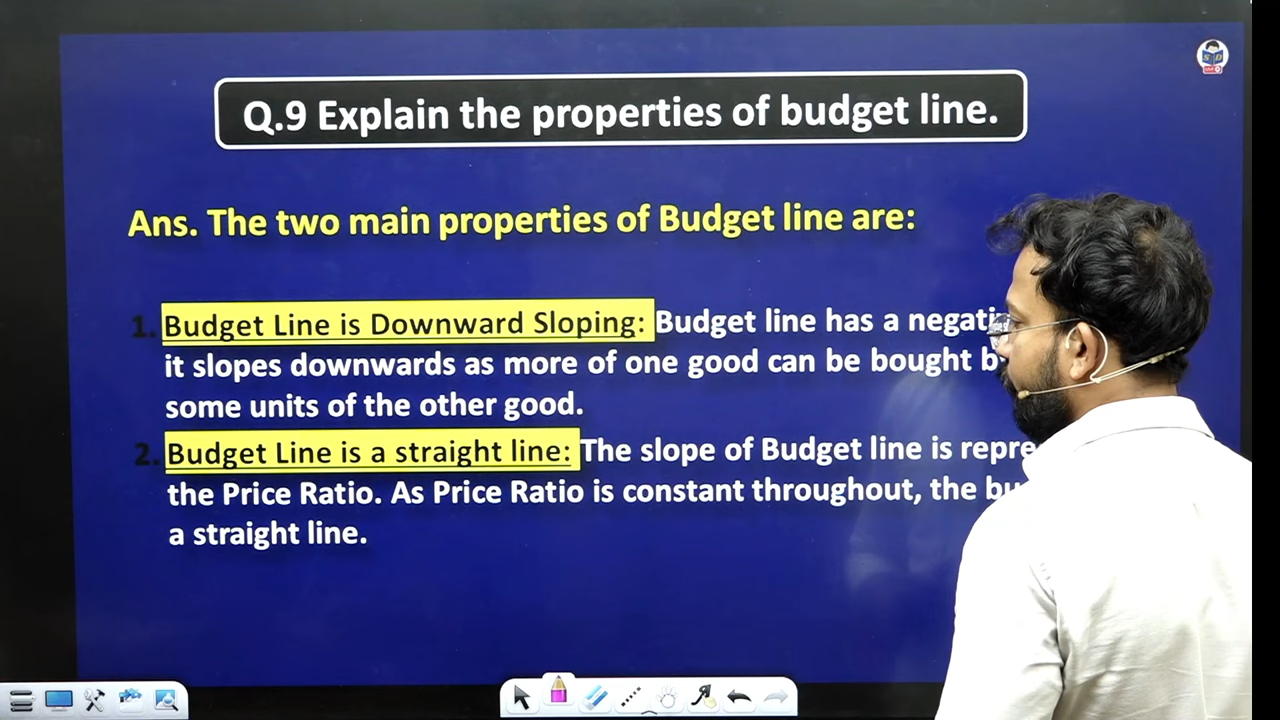 Q.9 Explain the properties of budget line.
Ans. The two main properties of Budget line are:
1. Budget Line is Downward Sloping: Budget line has a
it slopes downwards as more of one good can be bought
some units of the other good.
2. Budget Line is a straight line: The slope of Budget line is
the Price Ratio. As Price Ratio is constant throughout, the
a straight line.